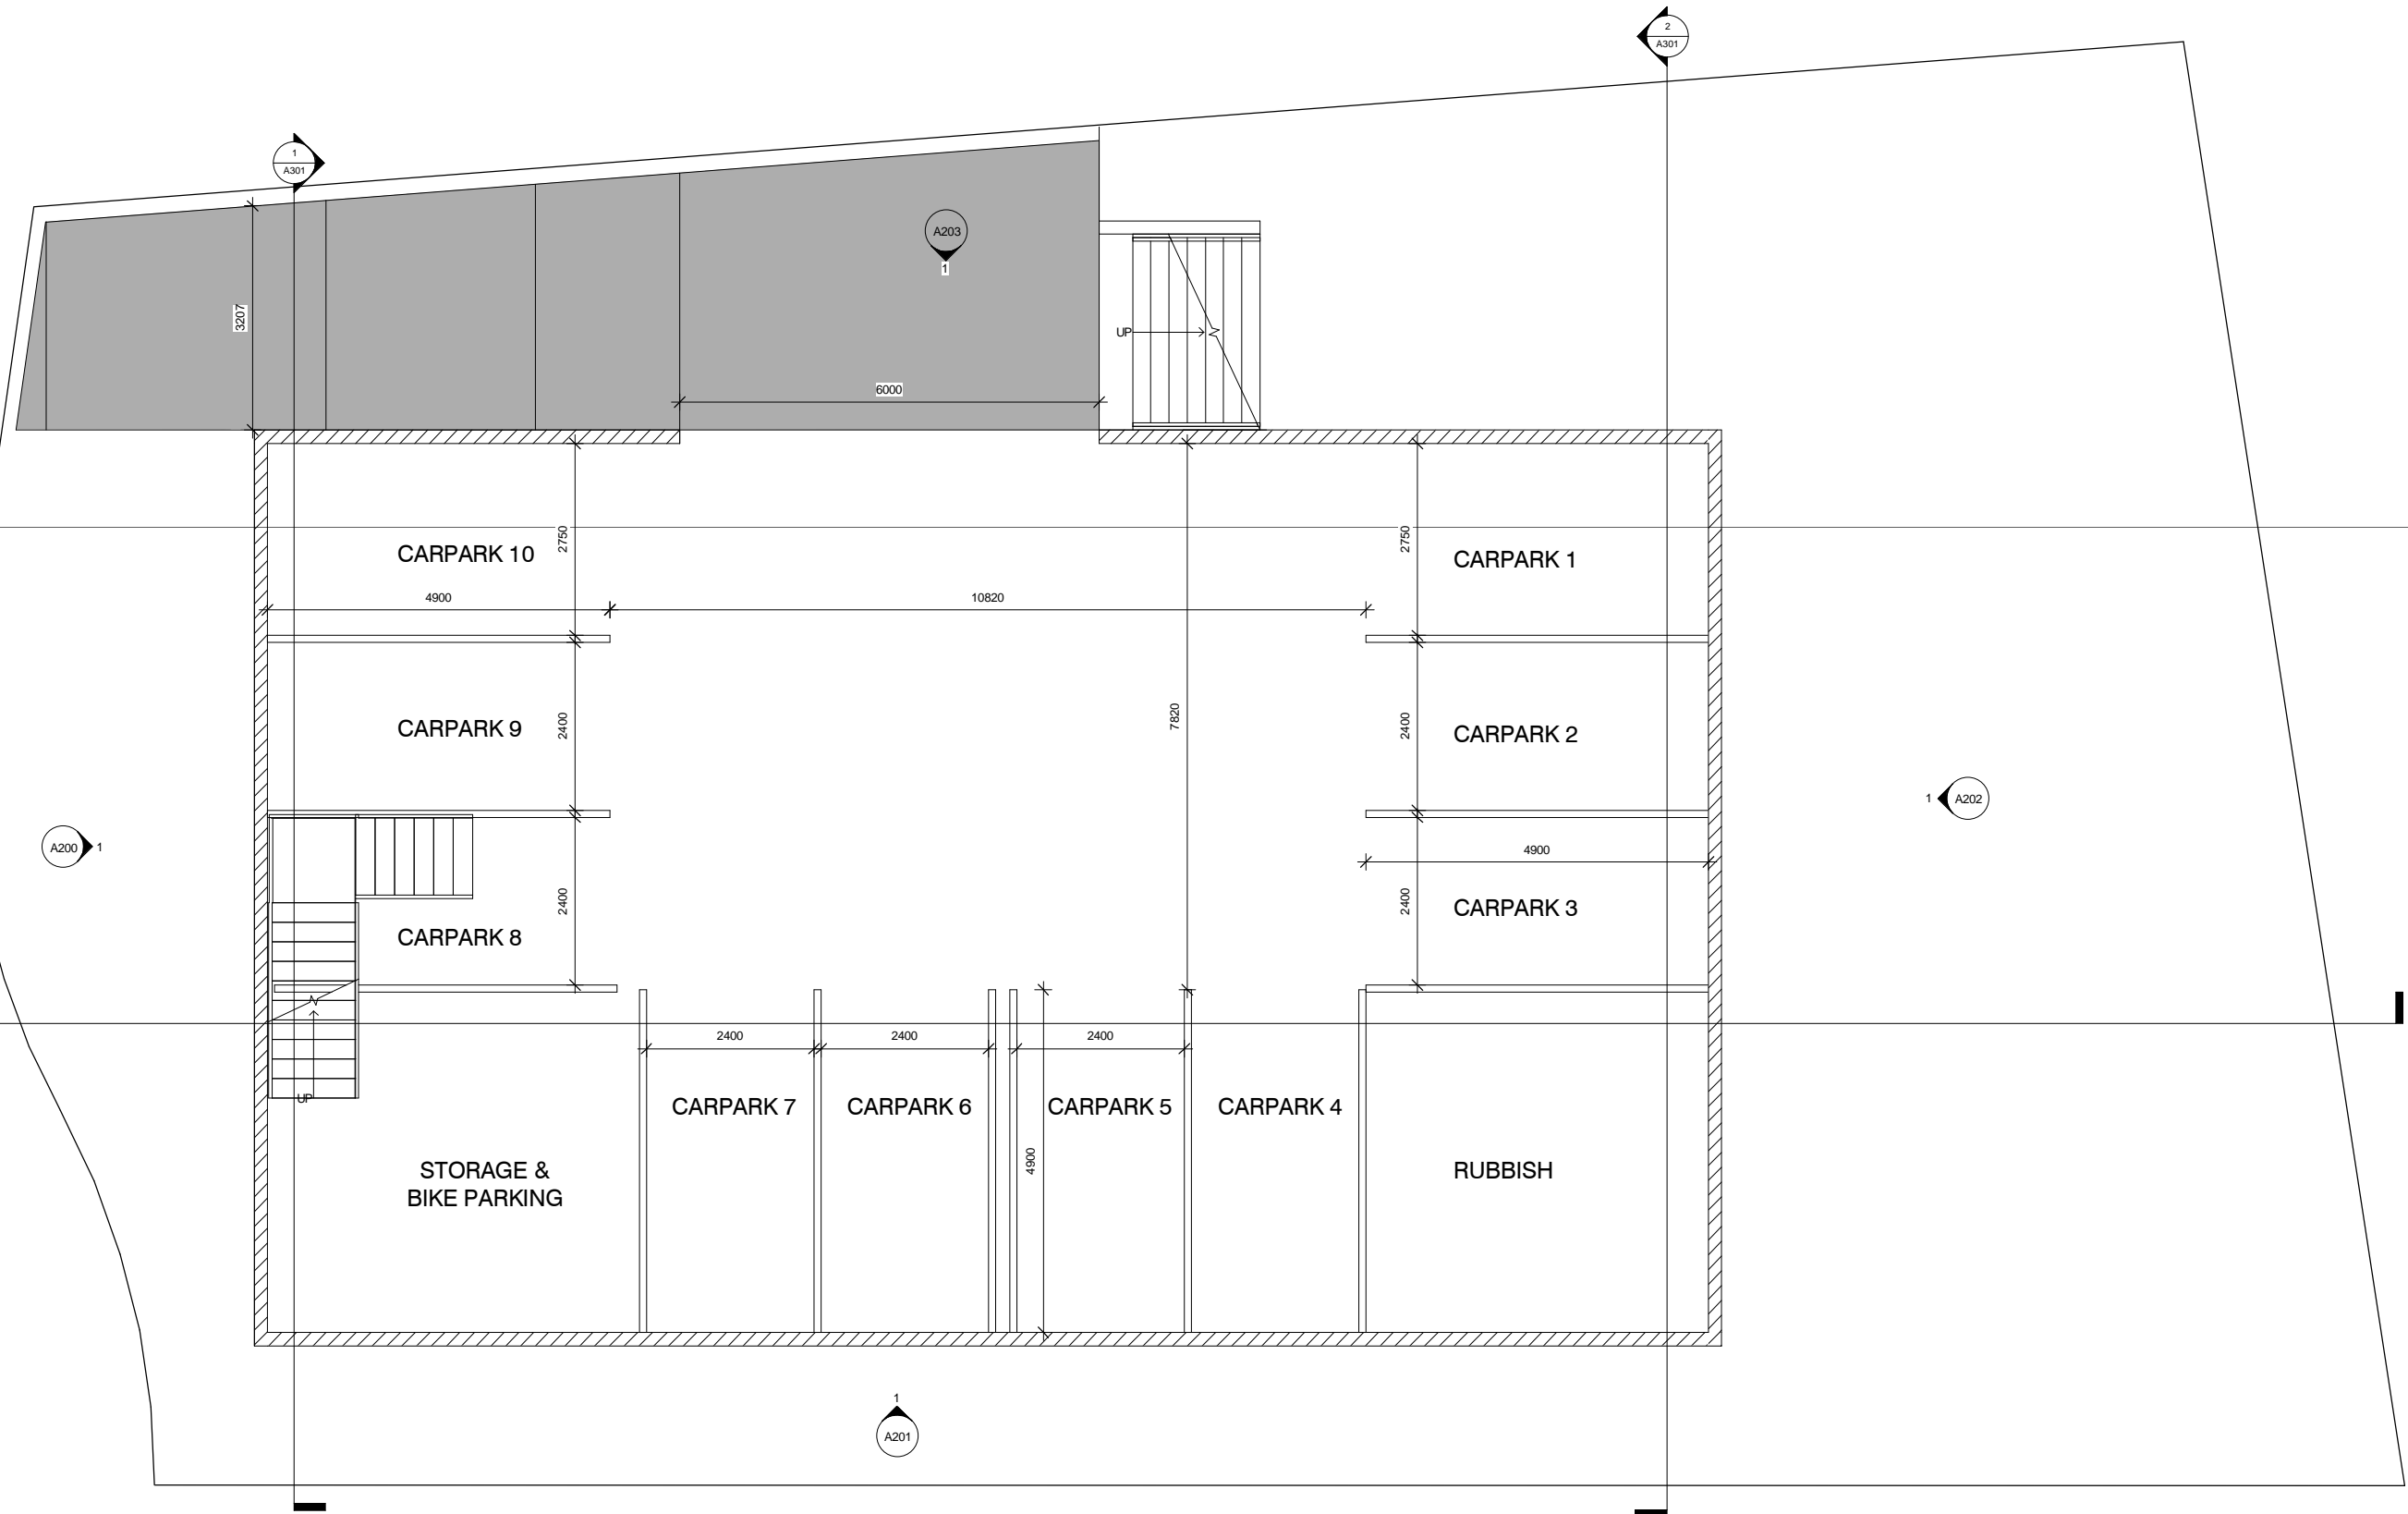 2
A301
1
A301
A203
1
3207
UP
6000
2750
2750
CARPARK 10
CARPARK 1
4900
10820
CARPARK 9
2400
7820
2400
CARPARK 2
1
A202
A200
1
4900
2400
2400
CARPARK 3
CARPARK 8
2400
2400
2400
UP
CARPARK 7
CARPARK 6
CARPARK 5
CARPARK 4
4900
STORAGE &
BIKE PARKING
RUBBISH
1
A201